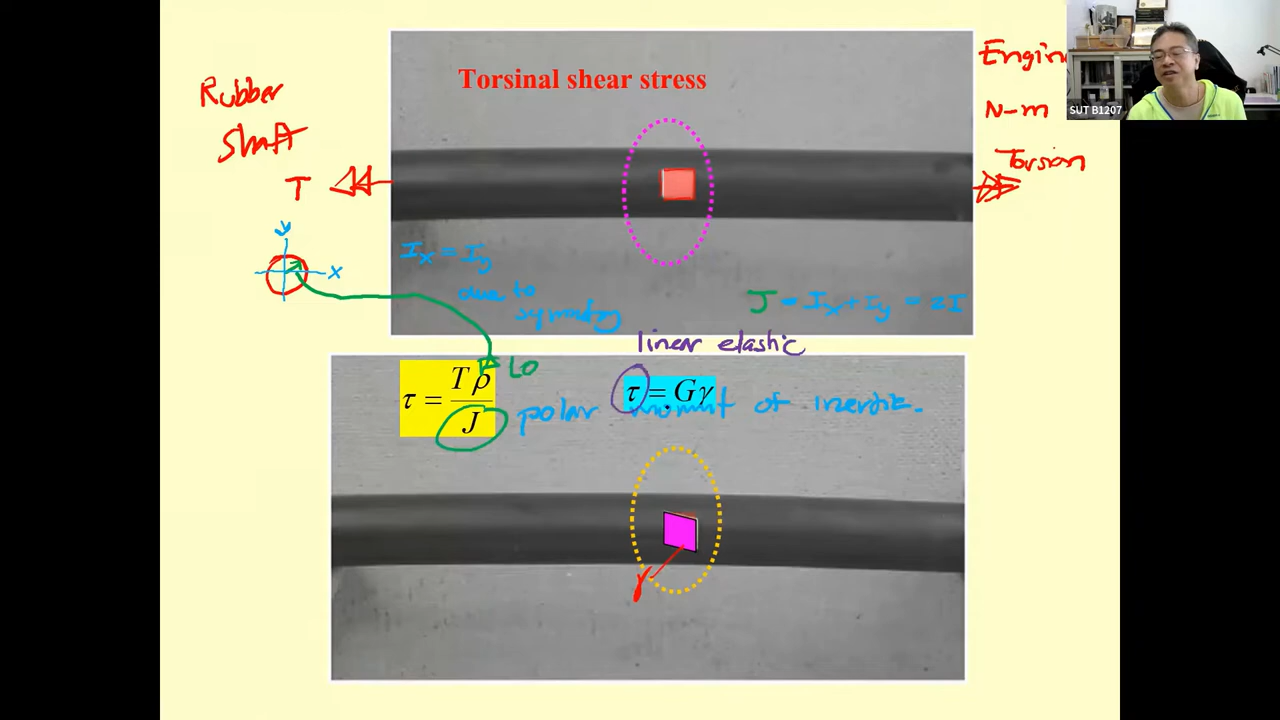 Torsinal shear stress
Rubber
shaft
T
Engin
N-m
Torsion
SUT B1207
y
x
Ix = Iy
due to
symmetry
J = Ix + Iy = 2I
linear elastic
τ = Tρ/J
τ = Gγ
polar moment of inertia.
γ